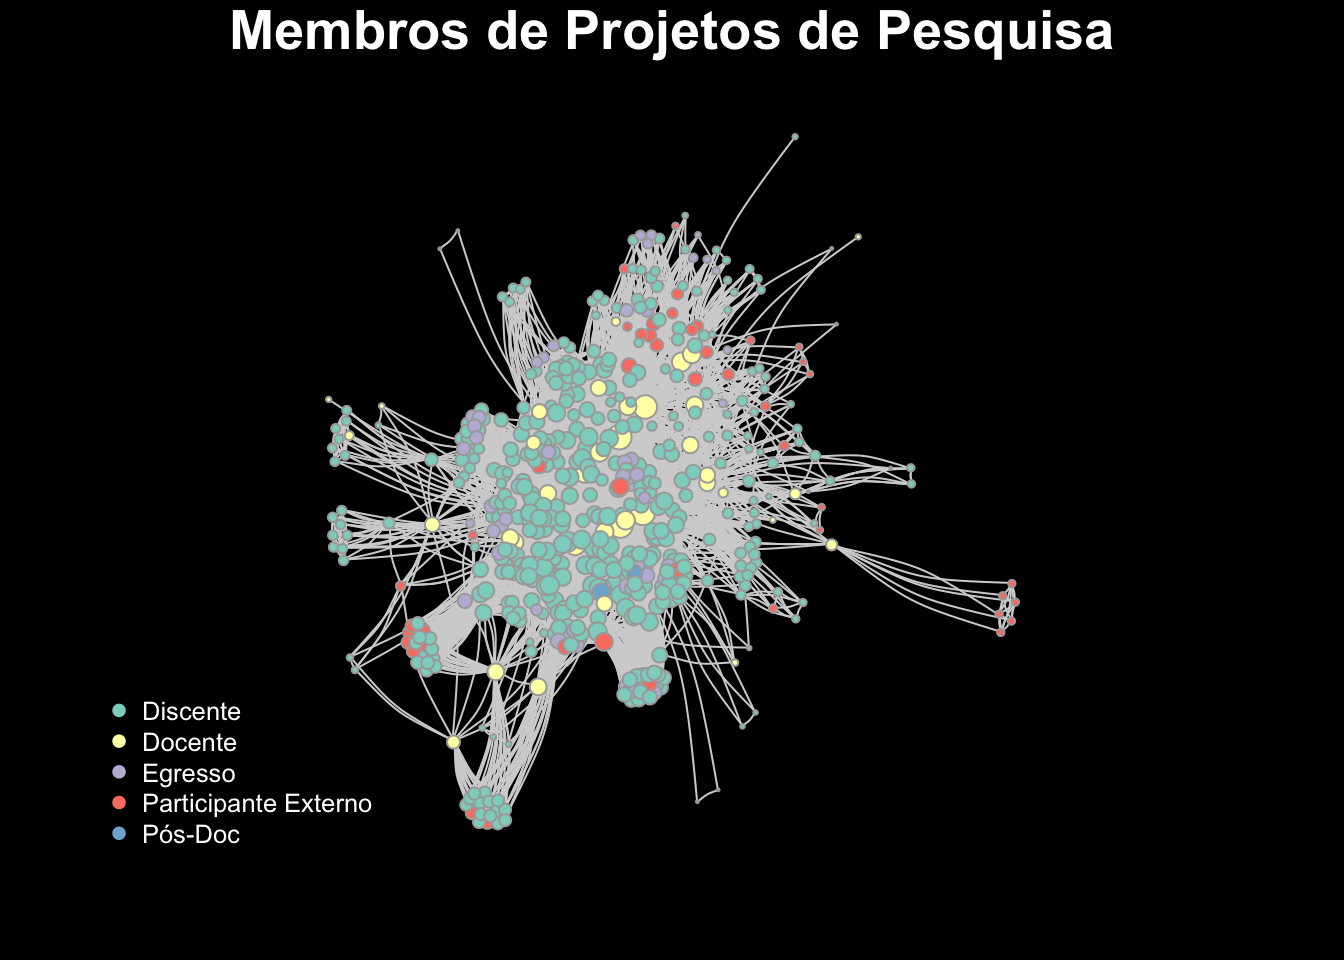 Membros de Projetos de Pesquisa
Discente
Docente
Egresso
Participante Externo
Pós-Doc